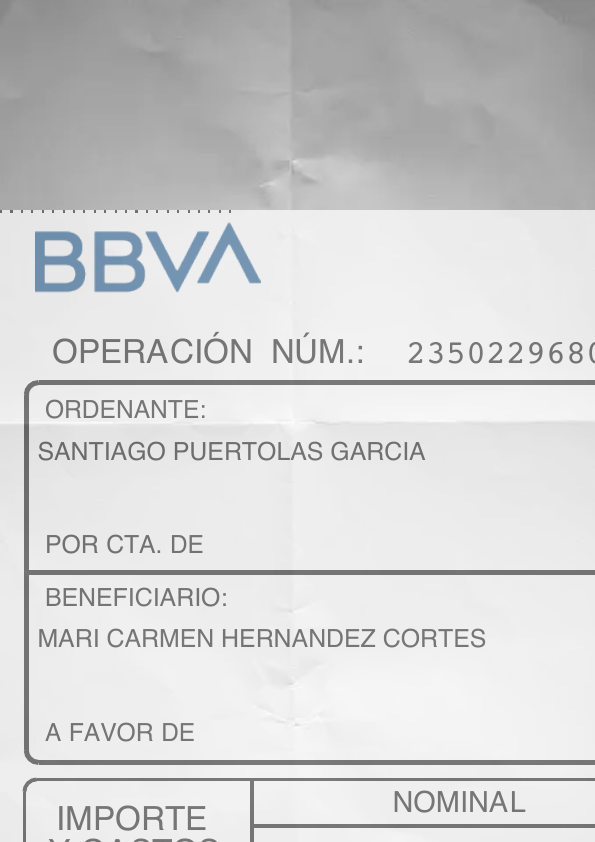 BBVA
OPERACIÓN NÚM.: 2350229680
ORDENANTE:
SANTIAGO PUERTOLAS GARCIA
POR CTA. DE
BENEFICIARIO:
MARI CARMEN HERNANDEZ CORTES
A FAVOR DE
NOMINAL
IMPORTE
Y GASTOS